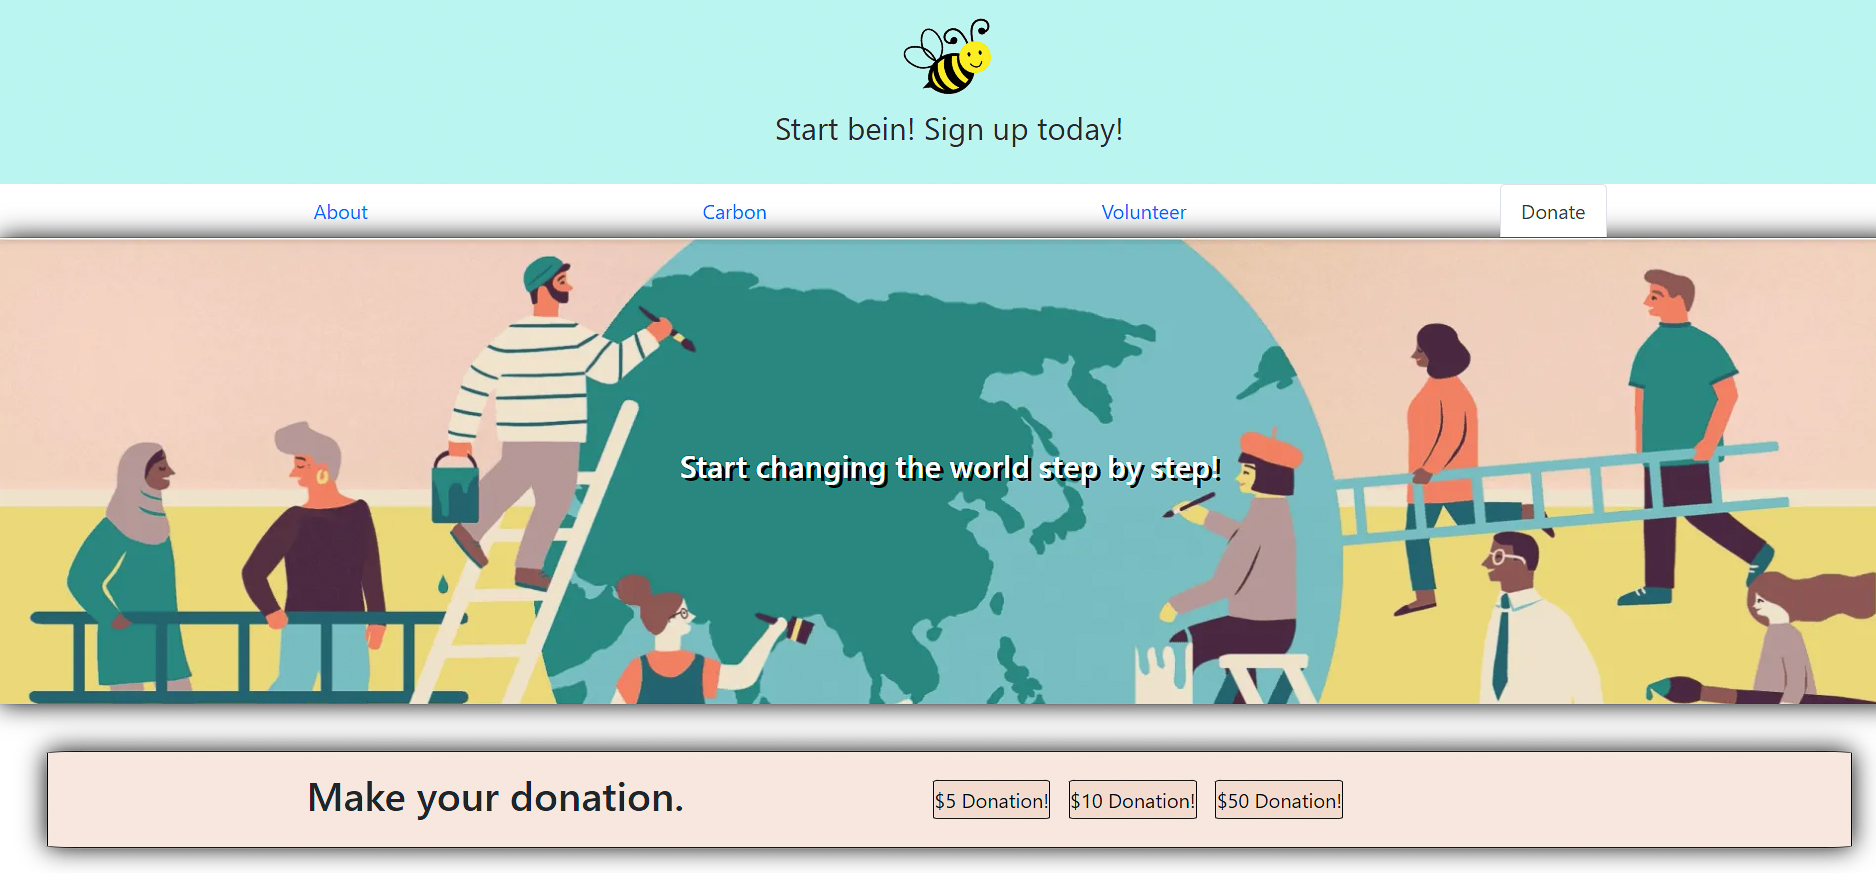 Start bein! Sign up today!
About Carbon Volunteer Donate
Start changing the world step by step!
Make your donation. $5 Donation! $10 Donation! $50 Donation!